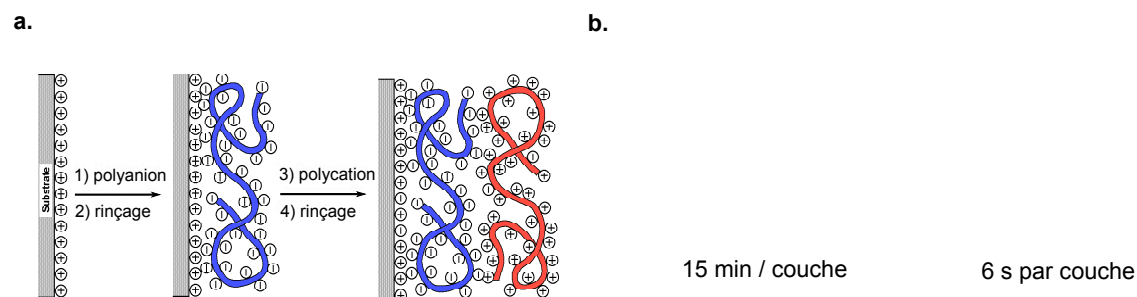 a.
b.
Substrate
1) polyanion
2) rinçage
3) polycation
4) rinçage
15 min / couche
6 s par couche